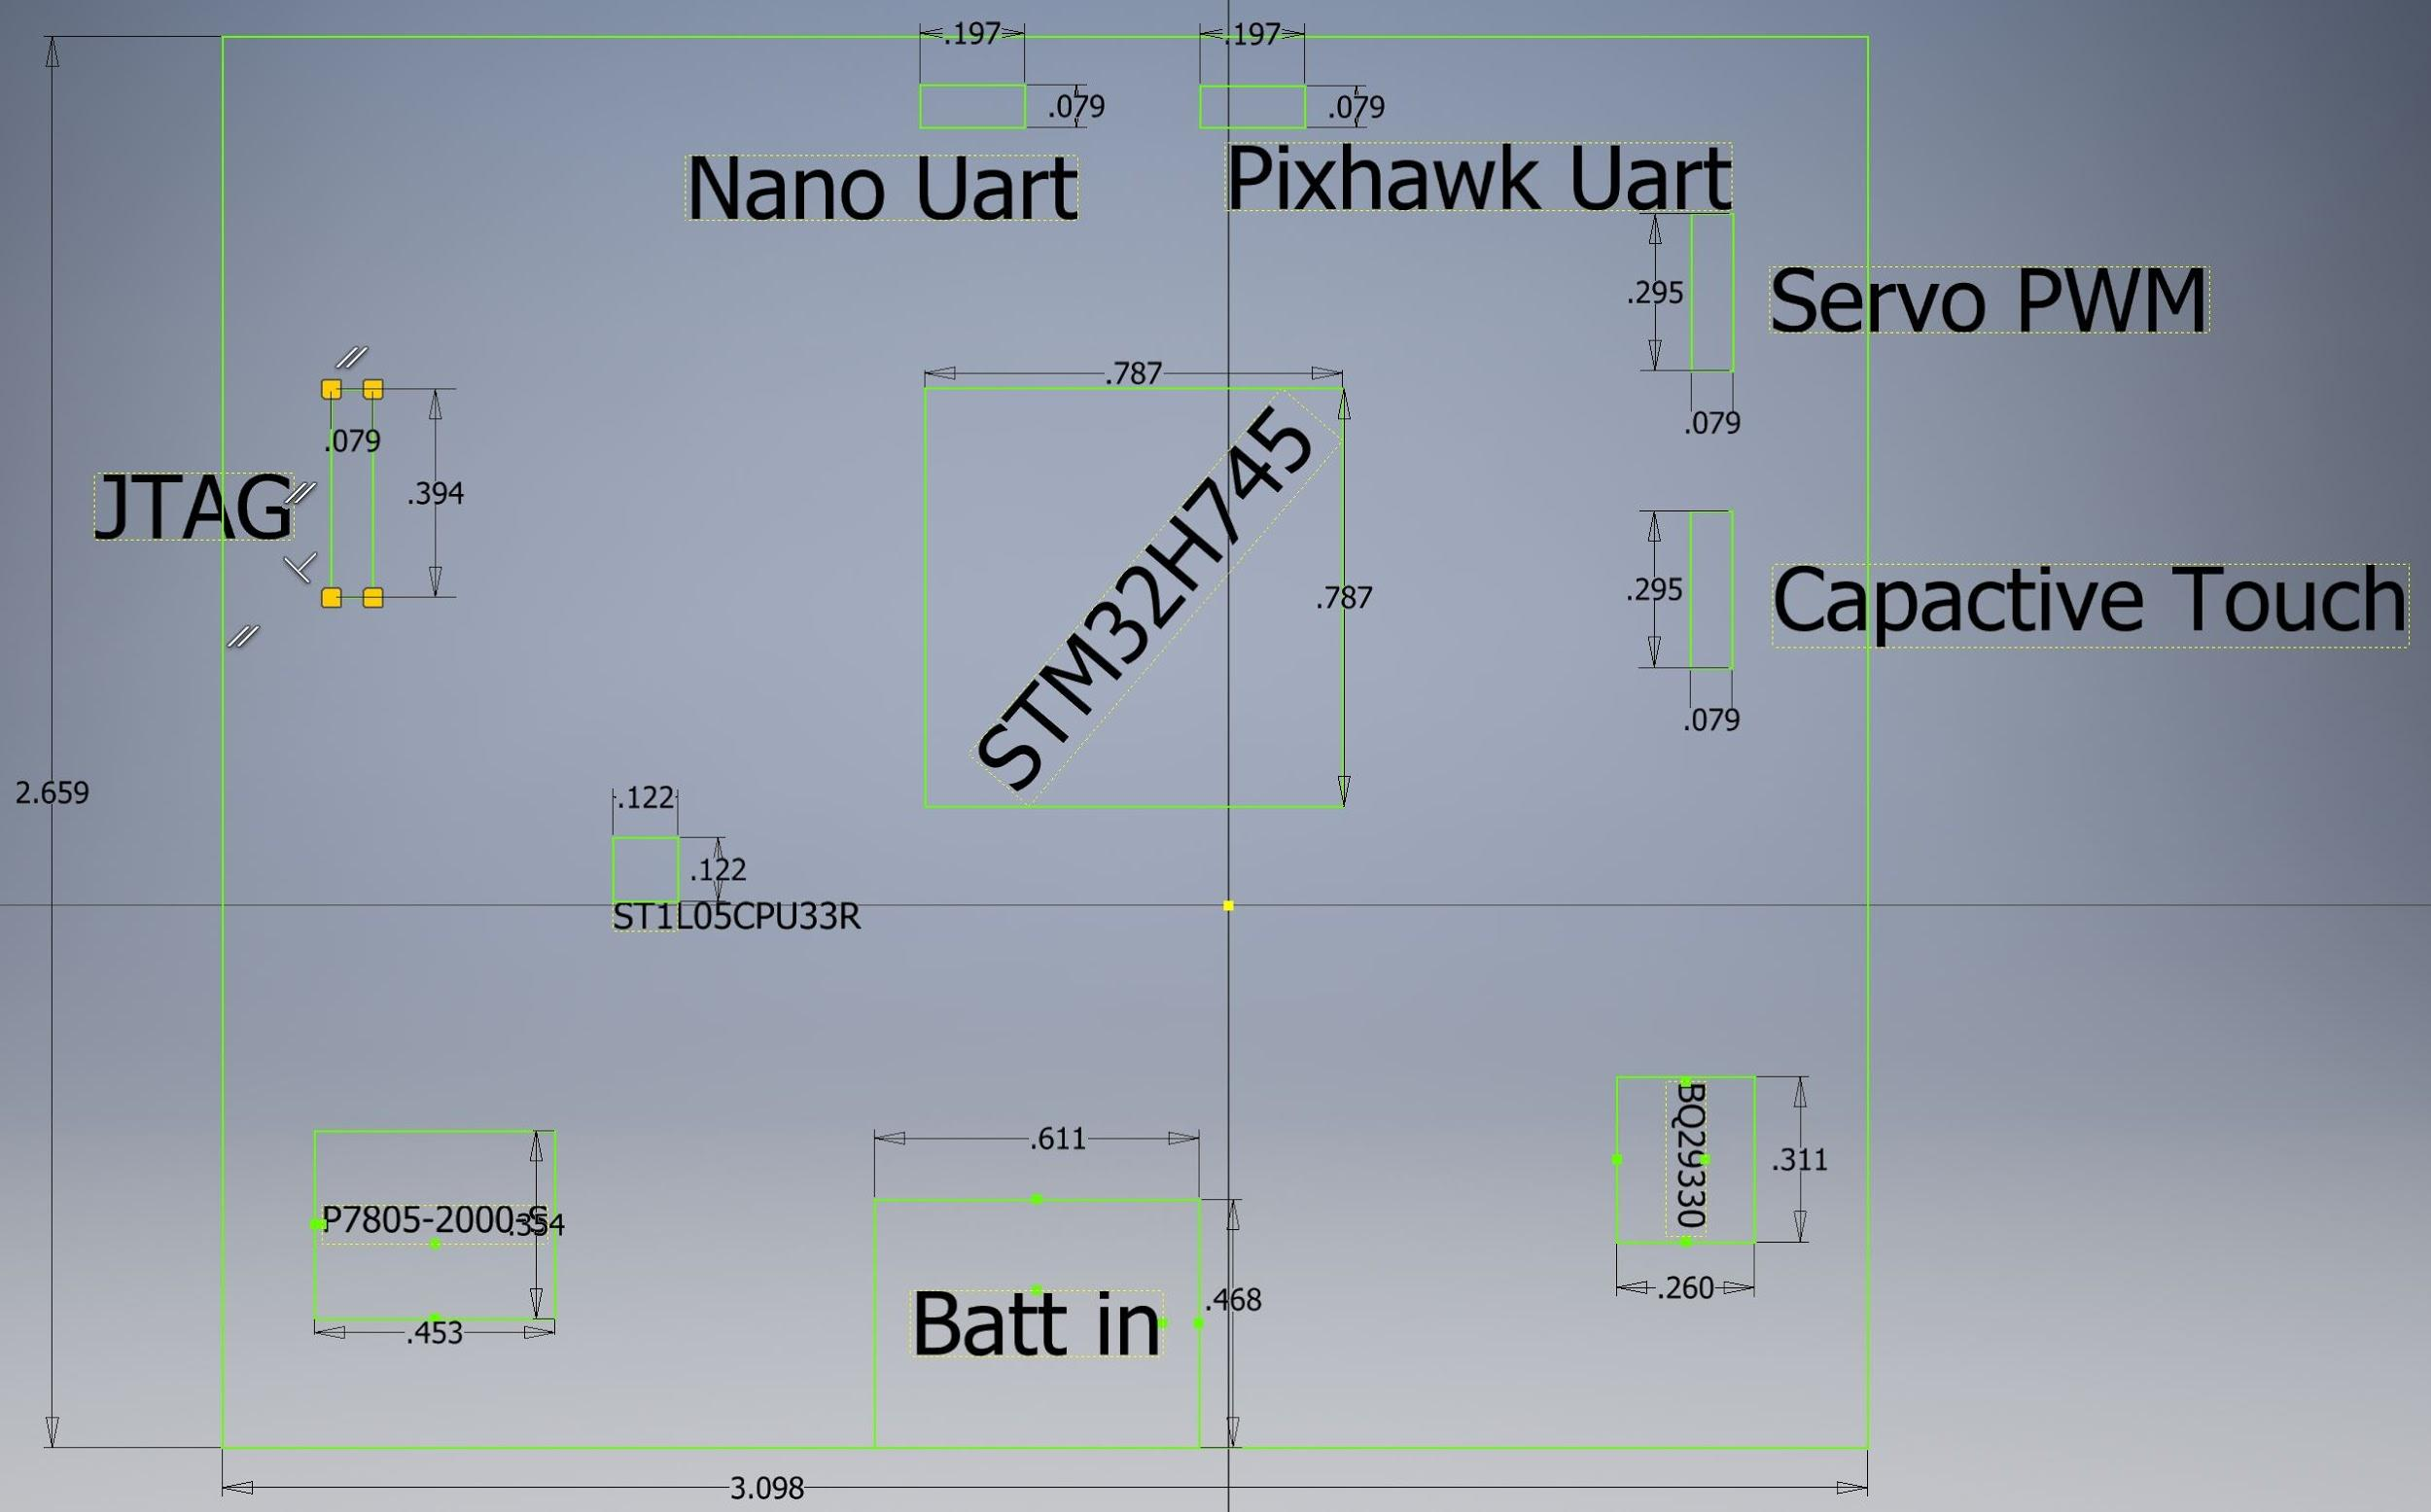 .197
.197
.079
.079
Nano Uart
Pixhawk Uart
.295
Servo PWM
.787
.079
.079
.394
JTAG
STM32H745
.787
.295
Capactive Touch
.079
2.659
.122
.122
ST1L05CPU33R
.611
BQ29330
.311
P7805-2000-S
.354
.260
.468
Batt in
.453
3.098